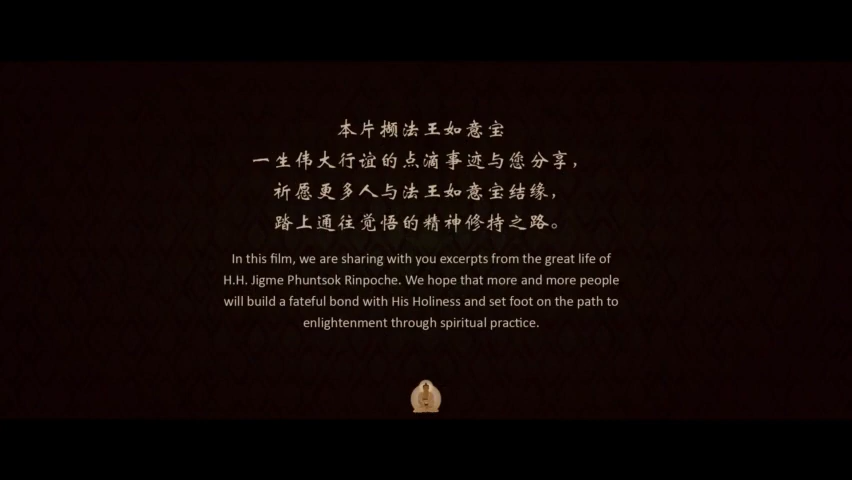 本片撷法王如意宝
一生伟大行谊的点滴事迹与您分享，
祈愿更多人与法王如意宝结缘，
踏上通往觉悟的精神修持之路。
In this film, we are sharing with you excerpts from the great life of
H.H. Jigme Phuntsok Rinpoche. We hope that more and more people
will build a fateful bond with His Holiness and set foot on the path to
enlightenment through spiritual practice.